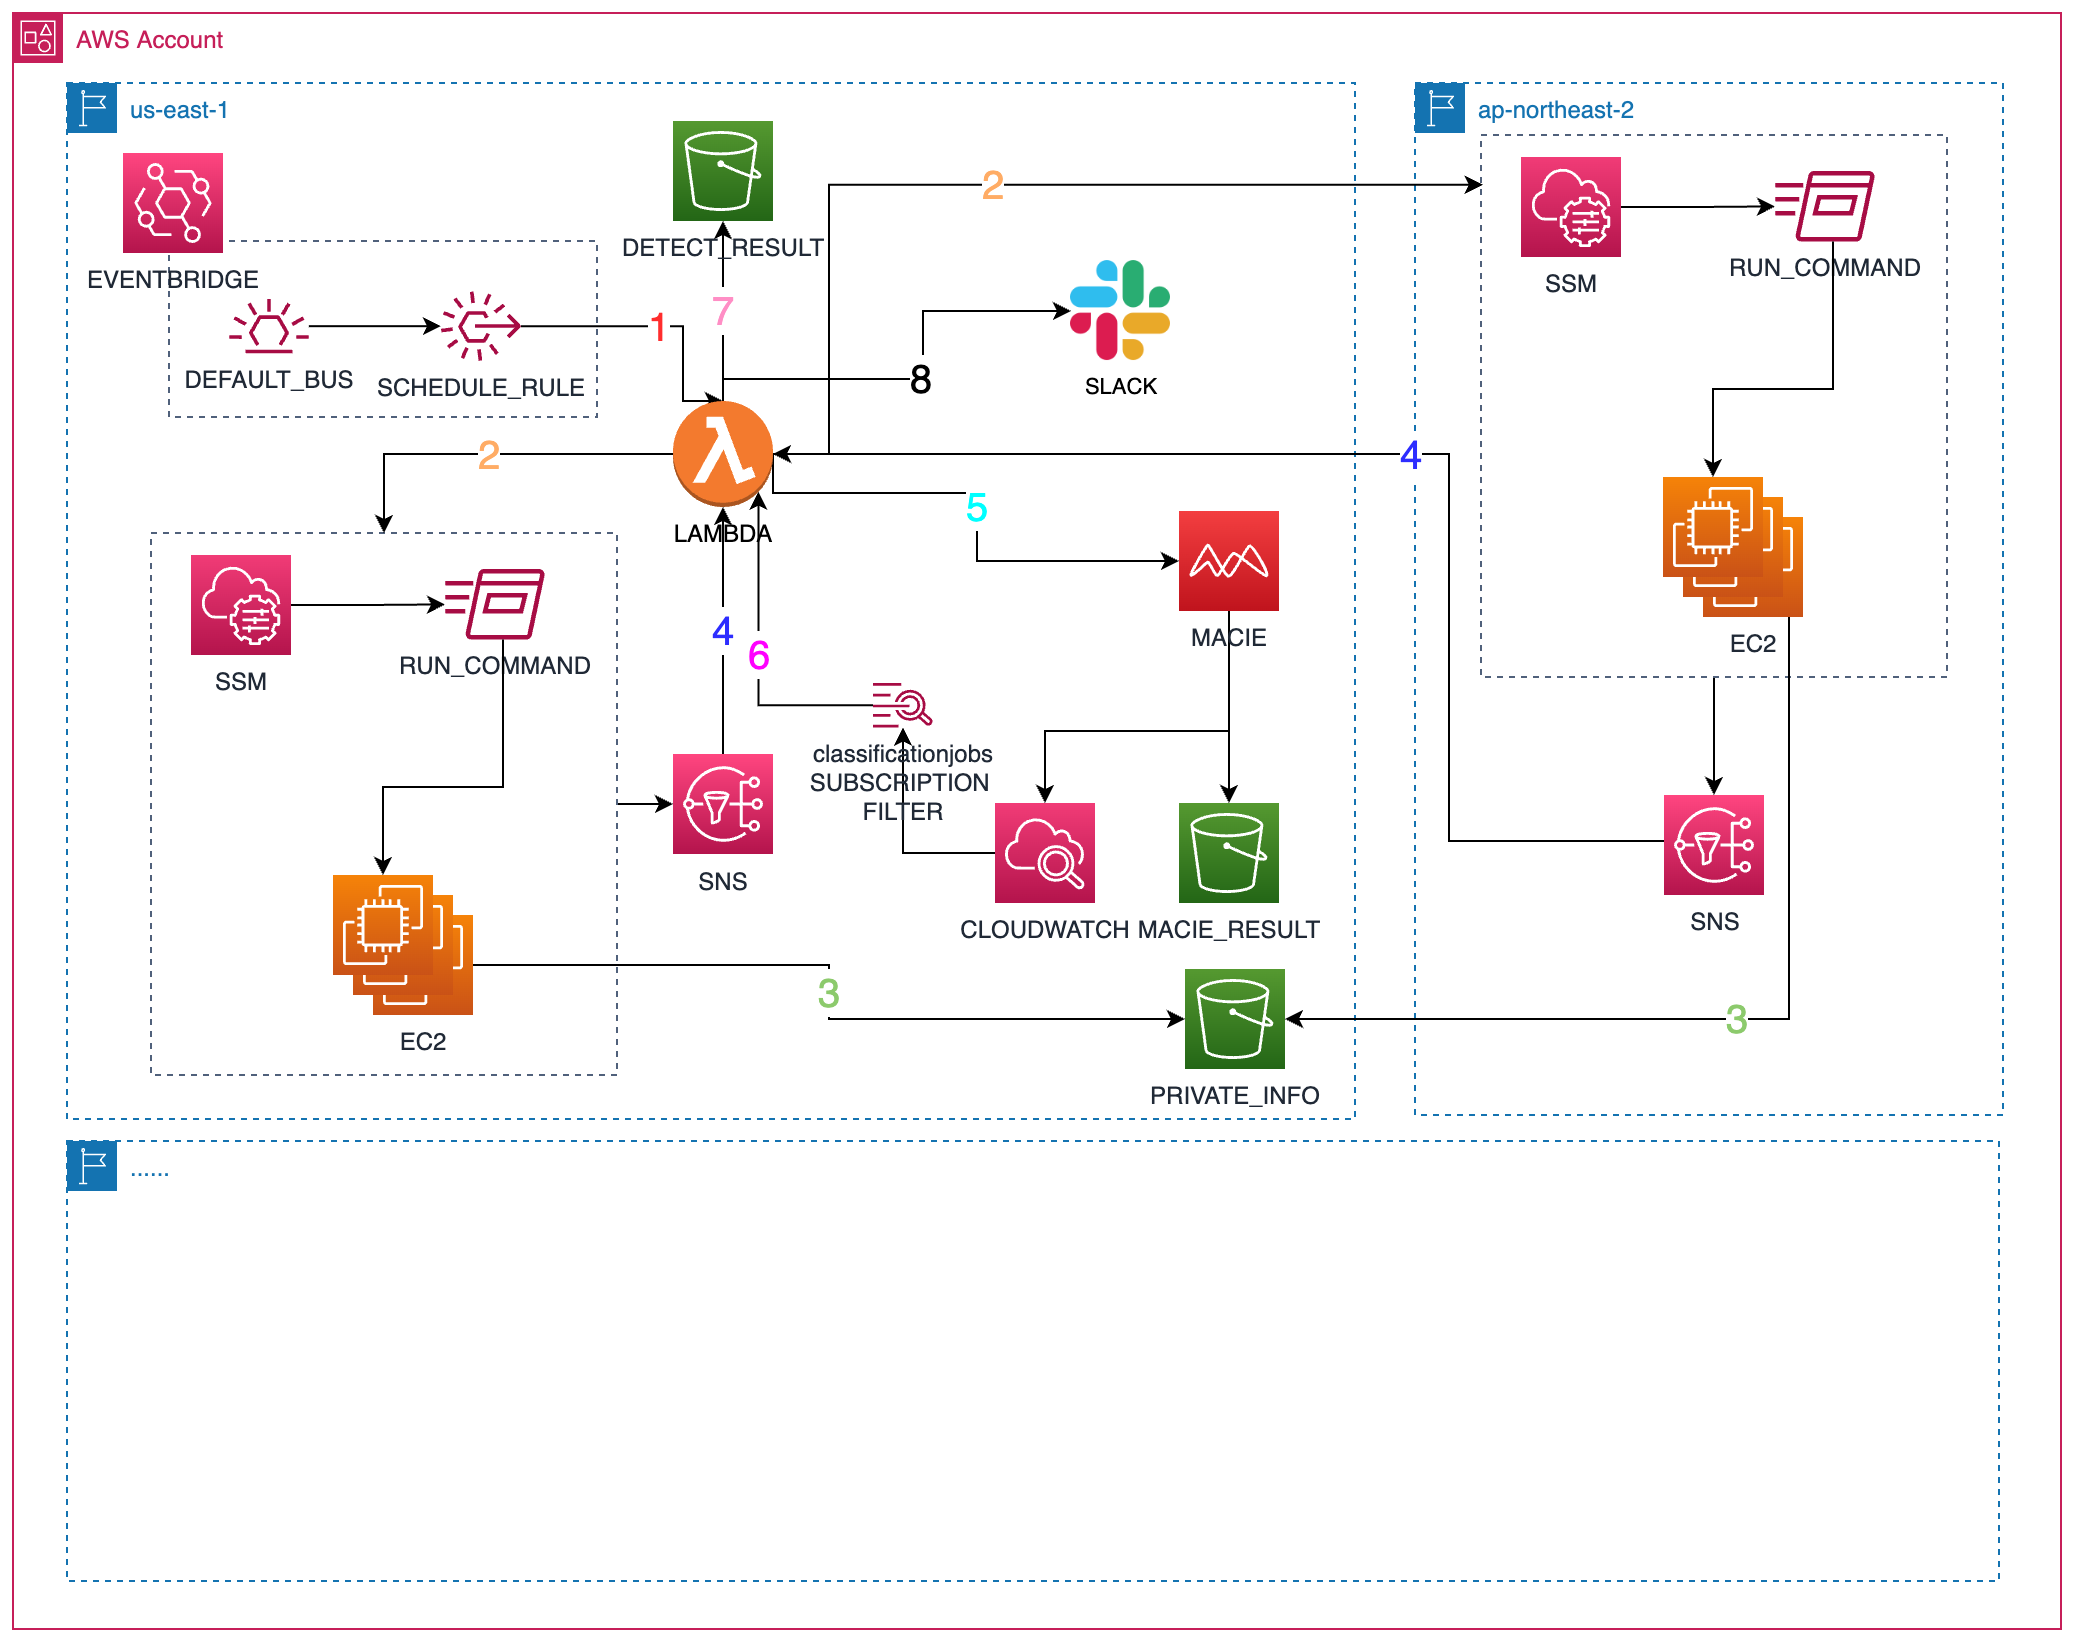 AWS Account
us-east-1
ap-northeast-2
EVENTBRIDGE
DEFAULT_BUS
SCHEDULE_RULE
1
DETECT_RESULT
7
2
8
SLACK
SSM
RUN_COMMAND
2
LAMBDA
4
5
SSM
RUN_COMMAND
4
6
MACIE
EC2
classificationjobs
SUBSCRIPTION
FILTER
SNS
CLOUDWATCH
MACIE_RESULT
SNS
EC2
3
3
PRIVATE_INFO
......